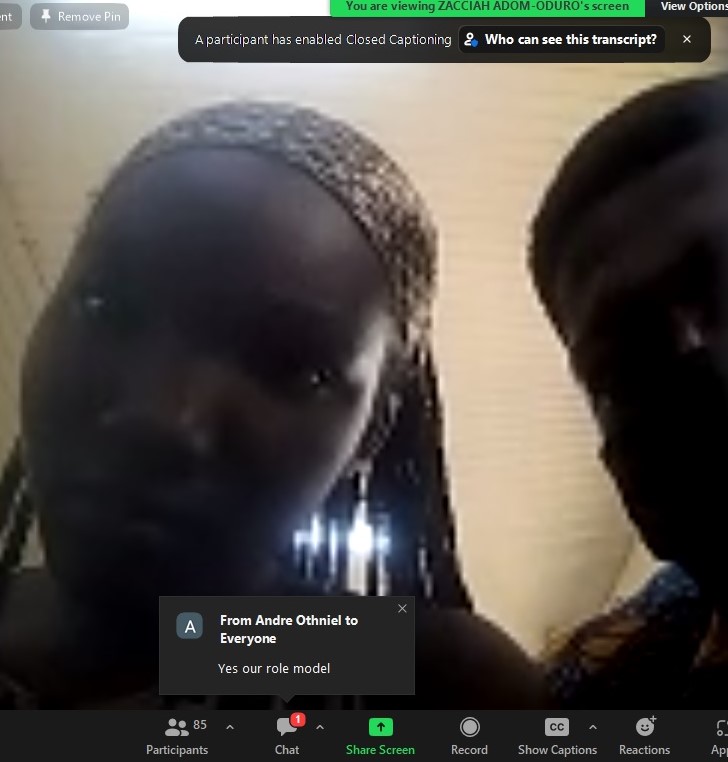 You are viewing ZACCIAH ADOM-ODURO's screen
View Options
Remove Pin
A participant has enabled Closed Captioning
Who can see this transcript?
A
From Andre Othniel to
Everyone
Yes our role model
85
1
CC
Participants
Chat
Share Screen
Record
Show Captions
Reactions